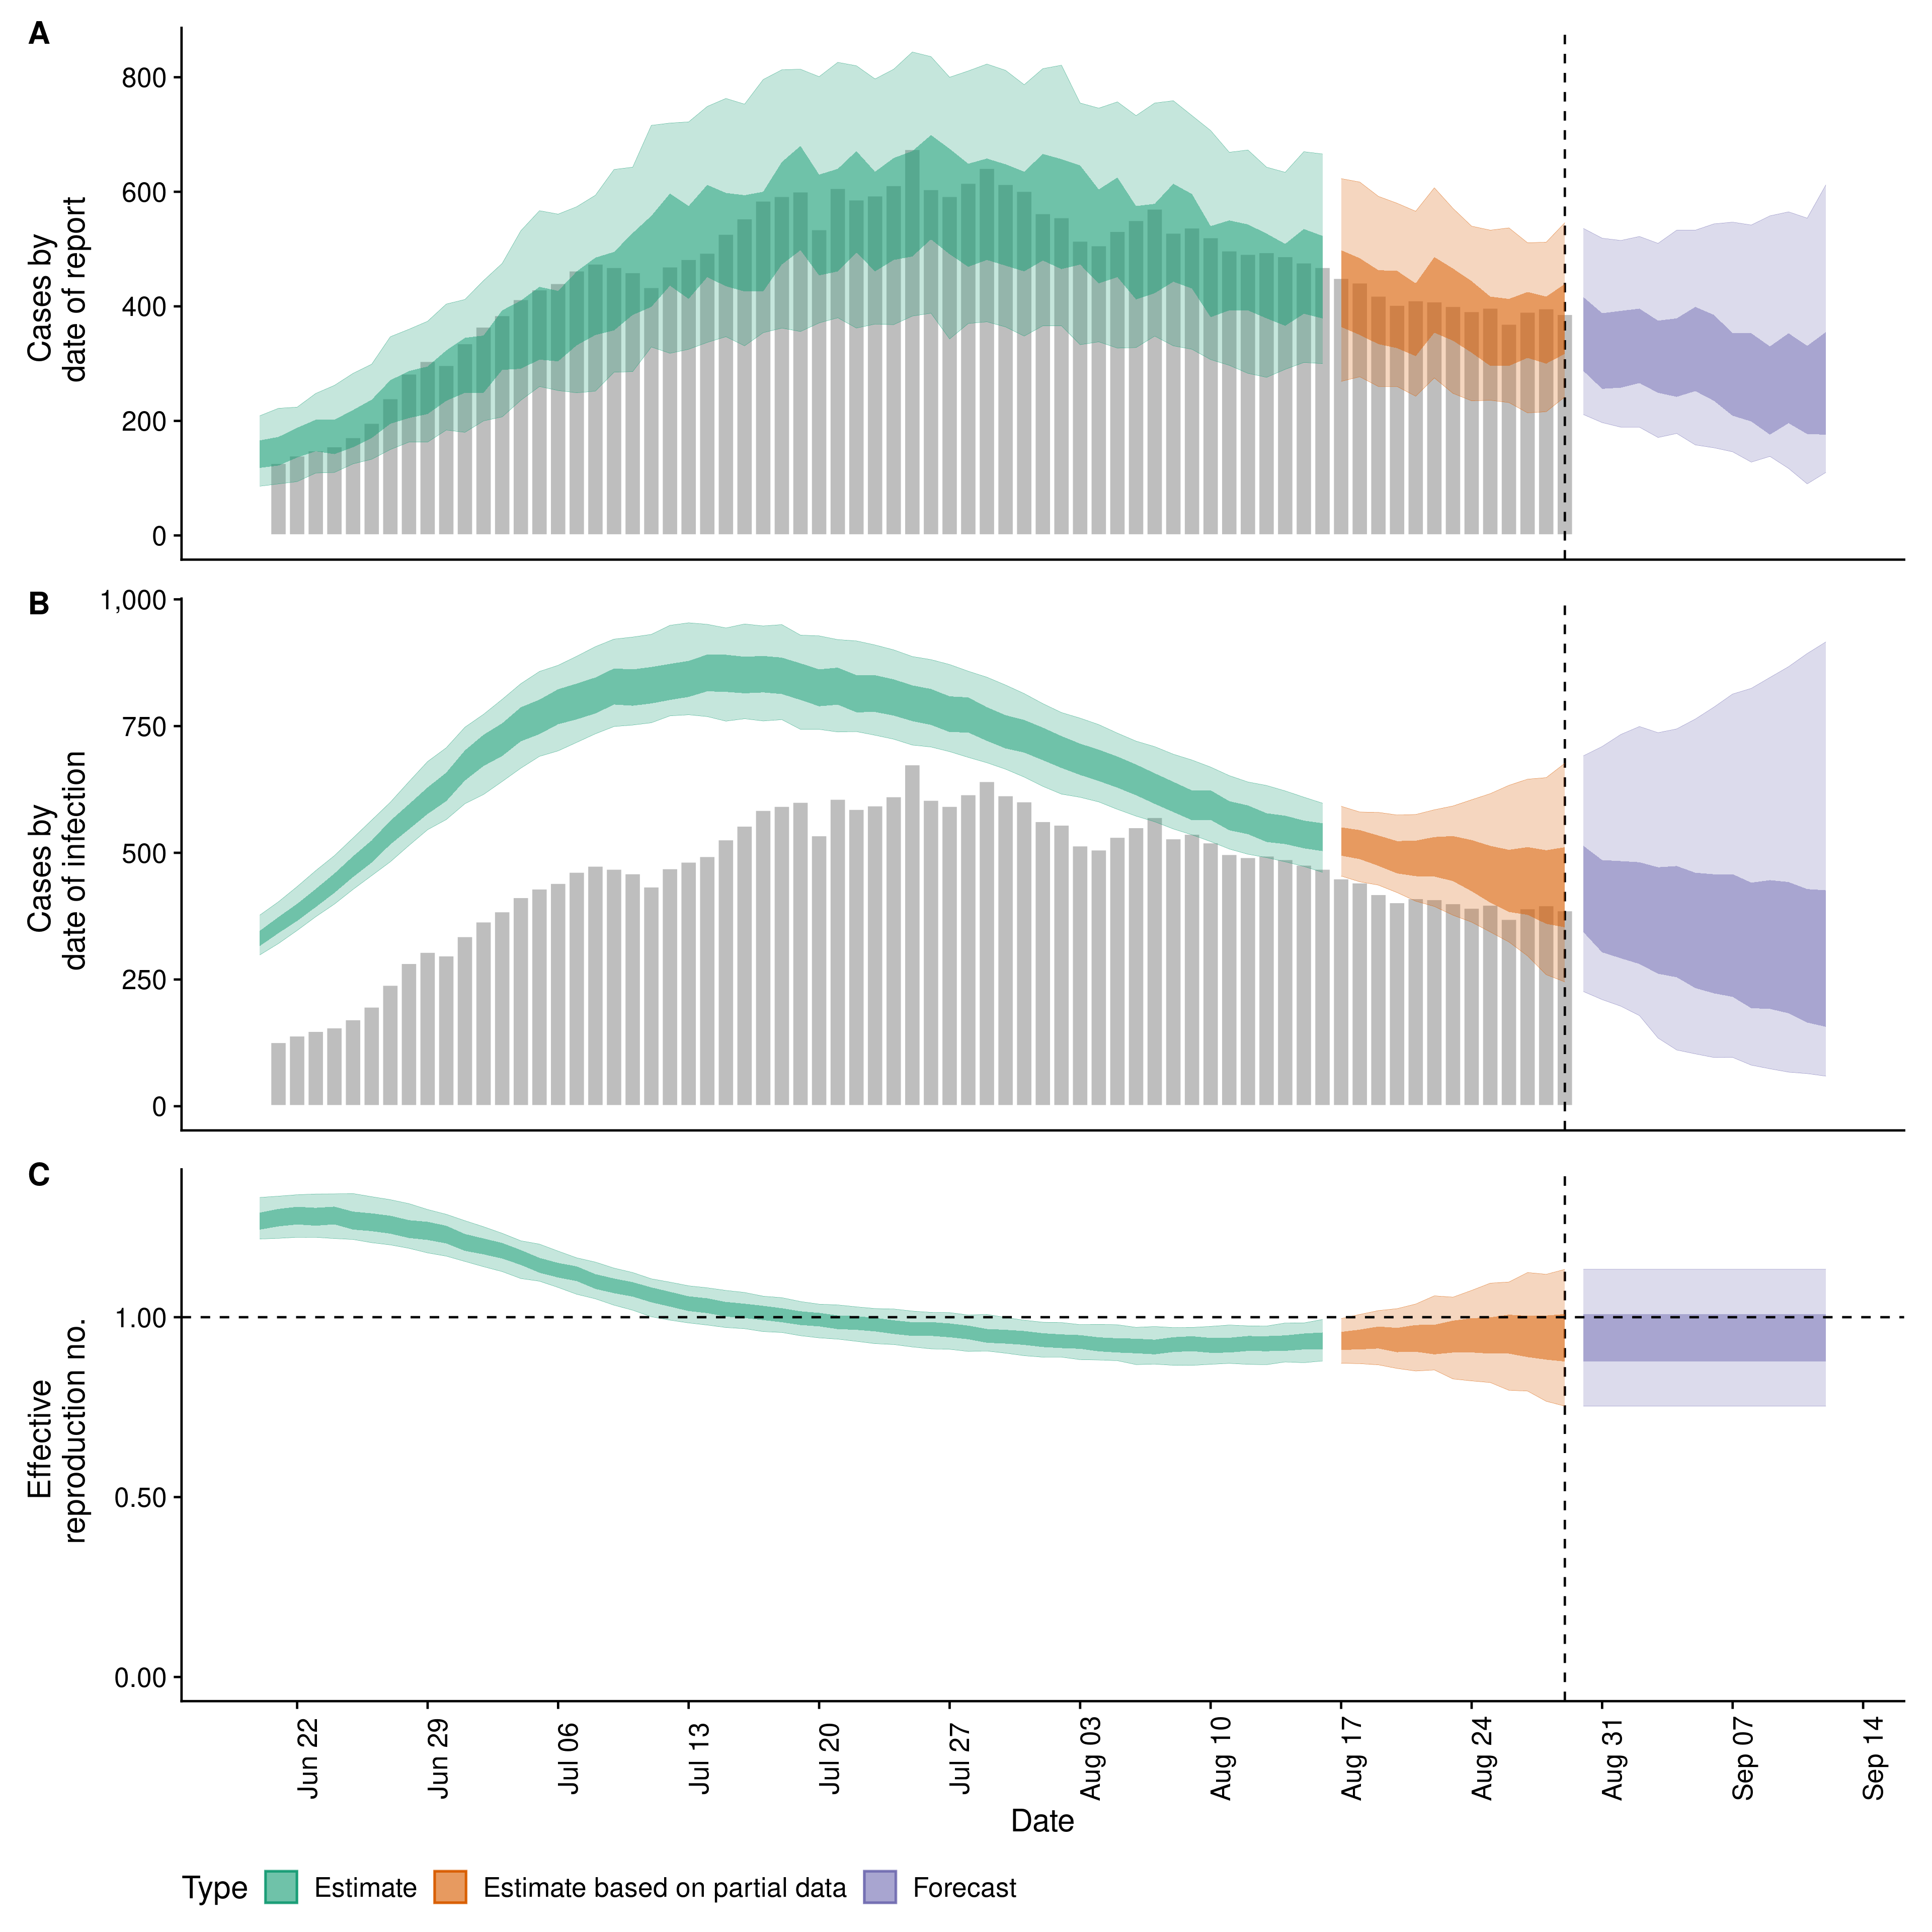 A
Cases by
date of report
800
600
400
200
0
B
Cases by
date of infection
1,000
750
500
250
0
C
Effective
reproduction no.
1.00
0.50
0.00
Jun 22
Jun 29
Jul 06
Jul 13
Jul 20
Jul 27
Aug 03
Aug 10
Aug 17
Aug 24
Aug 31
Sep 07
Sep 14
Date
Type Estimate Estimate based on partial data Forecast